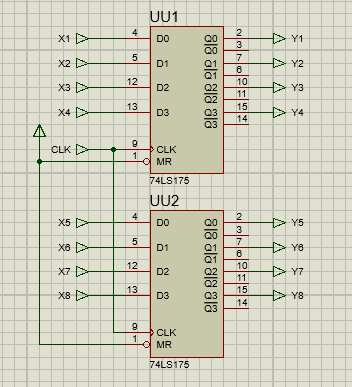 UU1
X1 4 D0 Q0 2 Y1
Q0 3
X2 5 D1 Q1 7 Y2
Q1 6
X3 12 D2 Q2 10 Y3
Q2 11
X4 13 D3 Q3 15 Y4
Q3 14
CLK 9 CLK
1 MR
74LS175
UU2
X5 4 D0 Q0 2 Y5
Q0 3
X6 5 D1 Q1 7 Y6
Q1 6
X7 12 D2 Q2 10 Y7
Q2 11
X8 13 D3 Q3 15 Y8
Q3 14
9 CLK
1 MR
74LS175